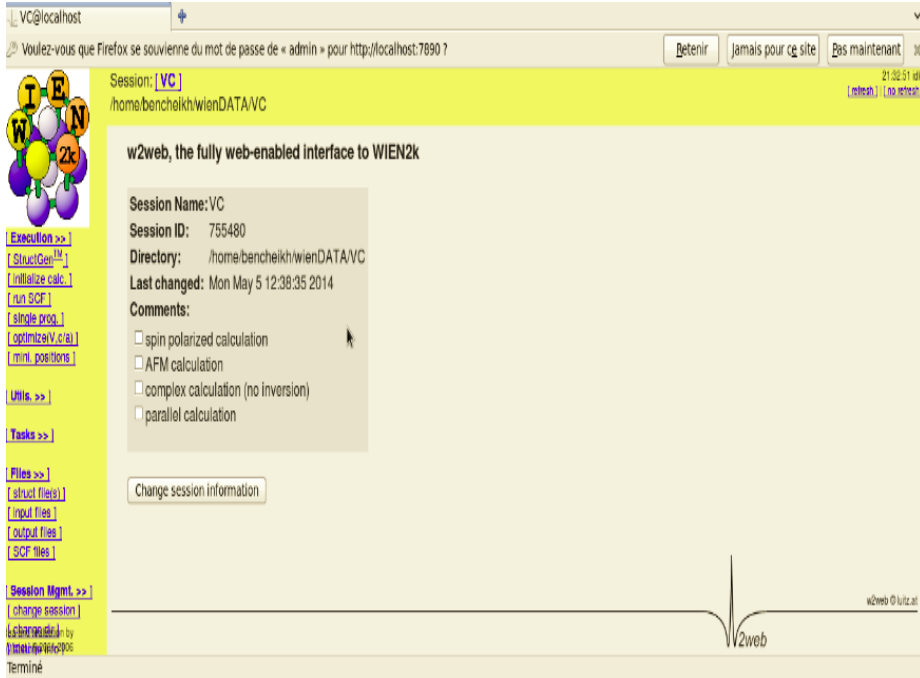 VC@localhost
Voulez-vous que Firefox se souvienne du mot de passe de « admin » pour http://localhost:7890 ?
Retenir
Jamais pour ce site
Pas maintenant
W I E N 2k
Session: [ VC ]
/home/bencheikh/wienDATA/VC
21:32:51
[ refresh ] [ no refresh
w2web, the fully web-enabled interface to WIEN2k
Session Name: VC
Session ID: 755480
Directory: /home/bencheikh/wienDATA/VC
Last changed: Mon May 5 12:38:35 2014
Comments:
spin polarized calculation
AFM calculation
complex calculation (no inversion)
parallel calculation
Change session information
[ Execution >> ]
[ StructGen™ ]
[ initialize calc. ]
[ run SCF ]
[ single prog. ]
[ optimize(V,c/a) ]
[ mini. positions ]
[ Utils. >> ]
[ Tasks >> ]
[ Files >> ]
[ struct file(s) ]
[ input files ]
[ output files ]
[ SCF files ]
[ Session Mgmt. >> ]
[ change session ]
[ change dir ]
w2web © luitz.at
w2web
Terminé